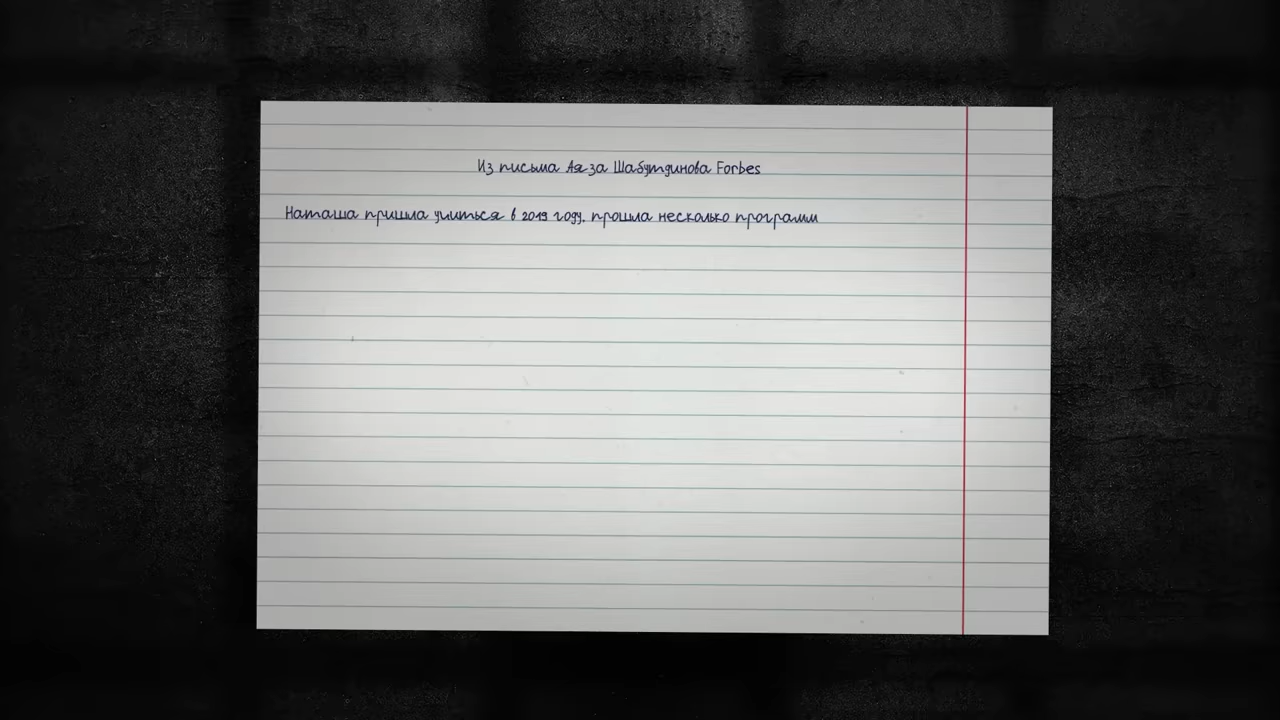 Из письма Аяза Шабутдинова Forbes
Наташа пришла учиться в 2019 году, прошла несколько программ